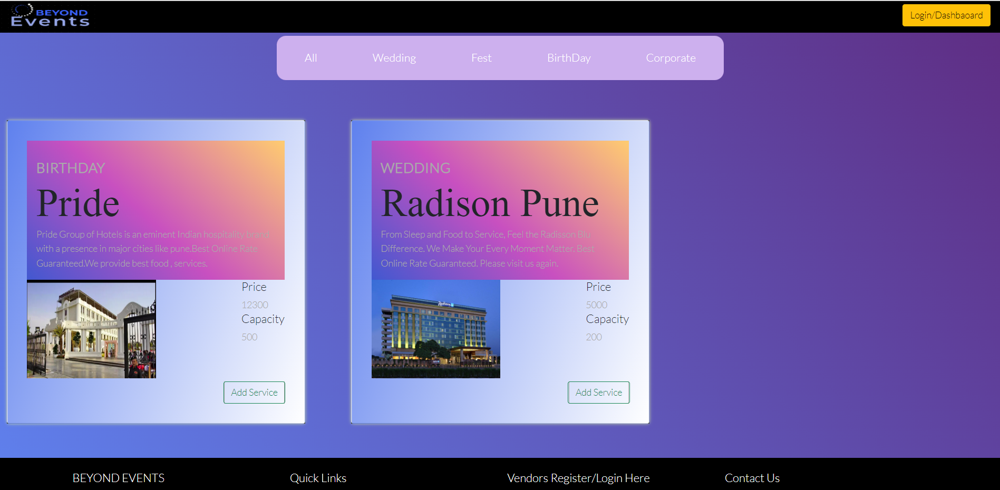 BEYOND
Events
Login/Dashbaoard
All
Wedding
Fest
BirthDay
Corporate
BIRTHDAY
Pride
Pride Group of Hotels is an eminent Indian hospitality brand
with a presence in major cities like pune.Best Online Rate
Guaranteed.We provide best food , services.
Price
12300
Capacity
500
Add Service
WEDDING
Radison Pune
From Sleep and Food to Service, Feel the Radisson Blu
Difference. We Make Your Every Moment Matter. Best
Online Rate Guaranteed. Please visit us again.
Radisson
Price
5000
Capacity
200
Add Service
BEYOND EVENTS
Quick Links
Vendors Register/Login Here
Contact Us